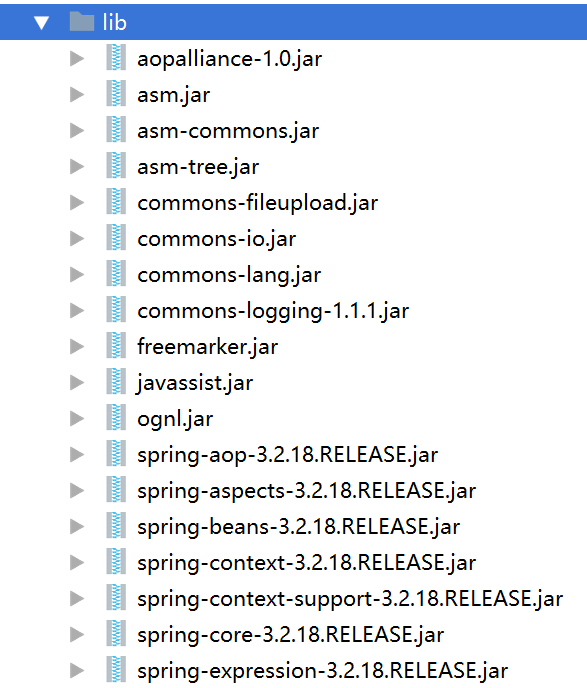 lib
aopalliance-1.0.jar
asm.jar
asm-commons.jar
asm-tree.jar
commons-fileupload.jar
commons-io.jar
commons-lang.jar
commons-logging-1.1.1.jar
freemarker.jar
javassist.jar
ognl.jar
spring-aop-3.2.18.RELEASE.jar
spring-aspects-3.2.18.RELEASE.jar
spring-beans-3.2.18.RELEASE.jar
spring-context-3.2.18.RELEASE.jar
spring-context-support-3.2.18.RELEASE.jar
spring-core-3.2.18.RELEASE.jar
spring-expression-3.2.18.RELEASE.jar